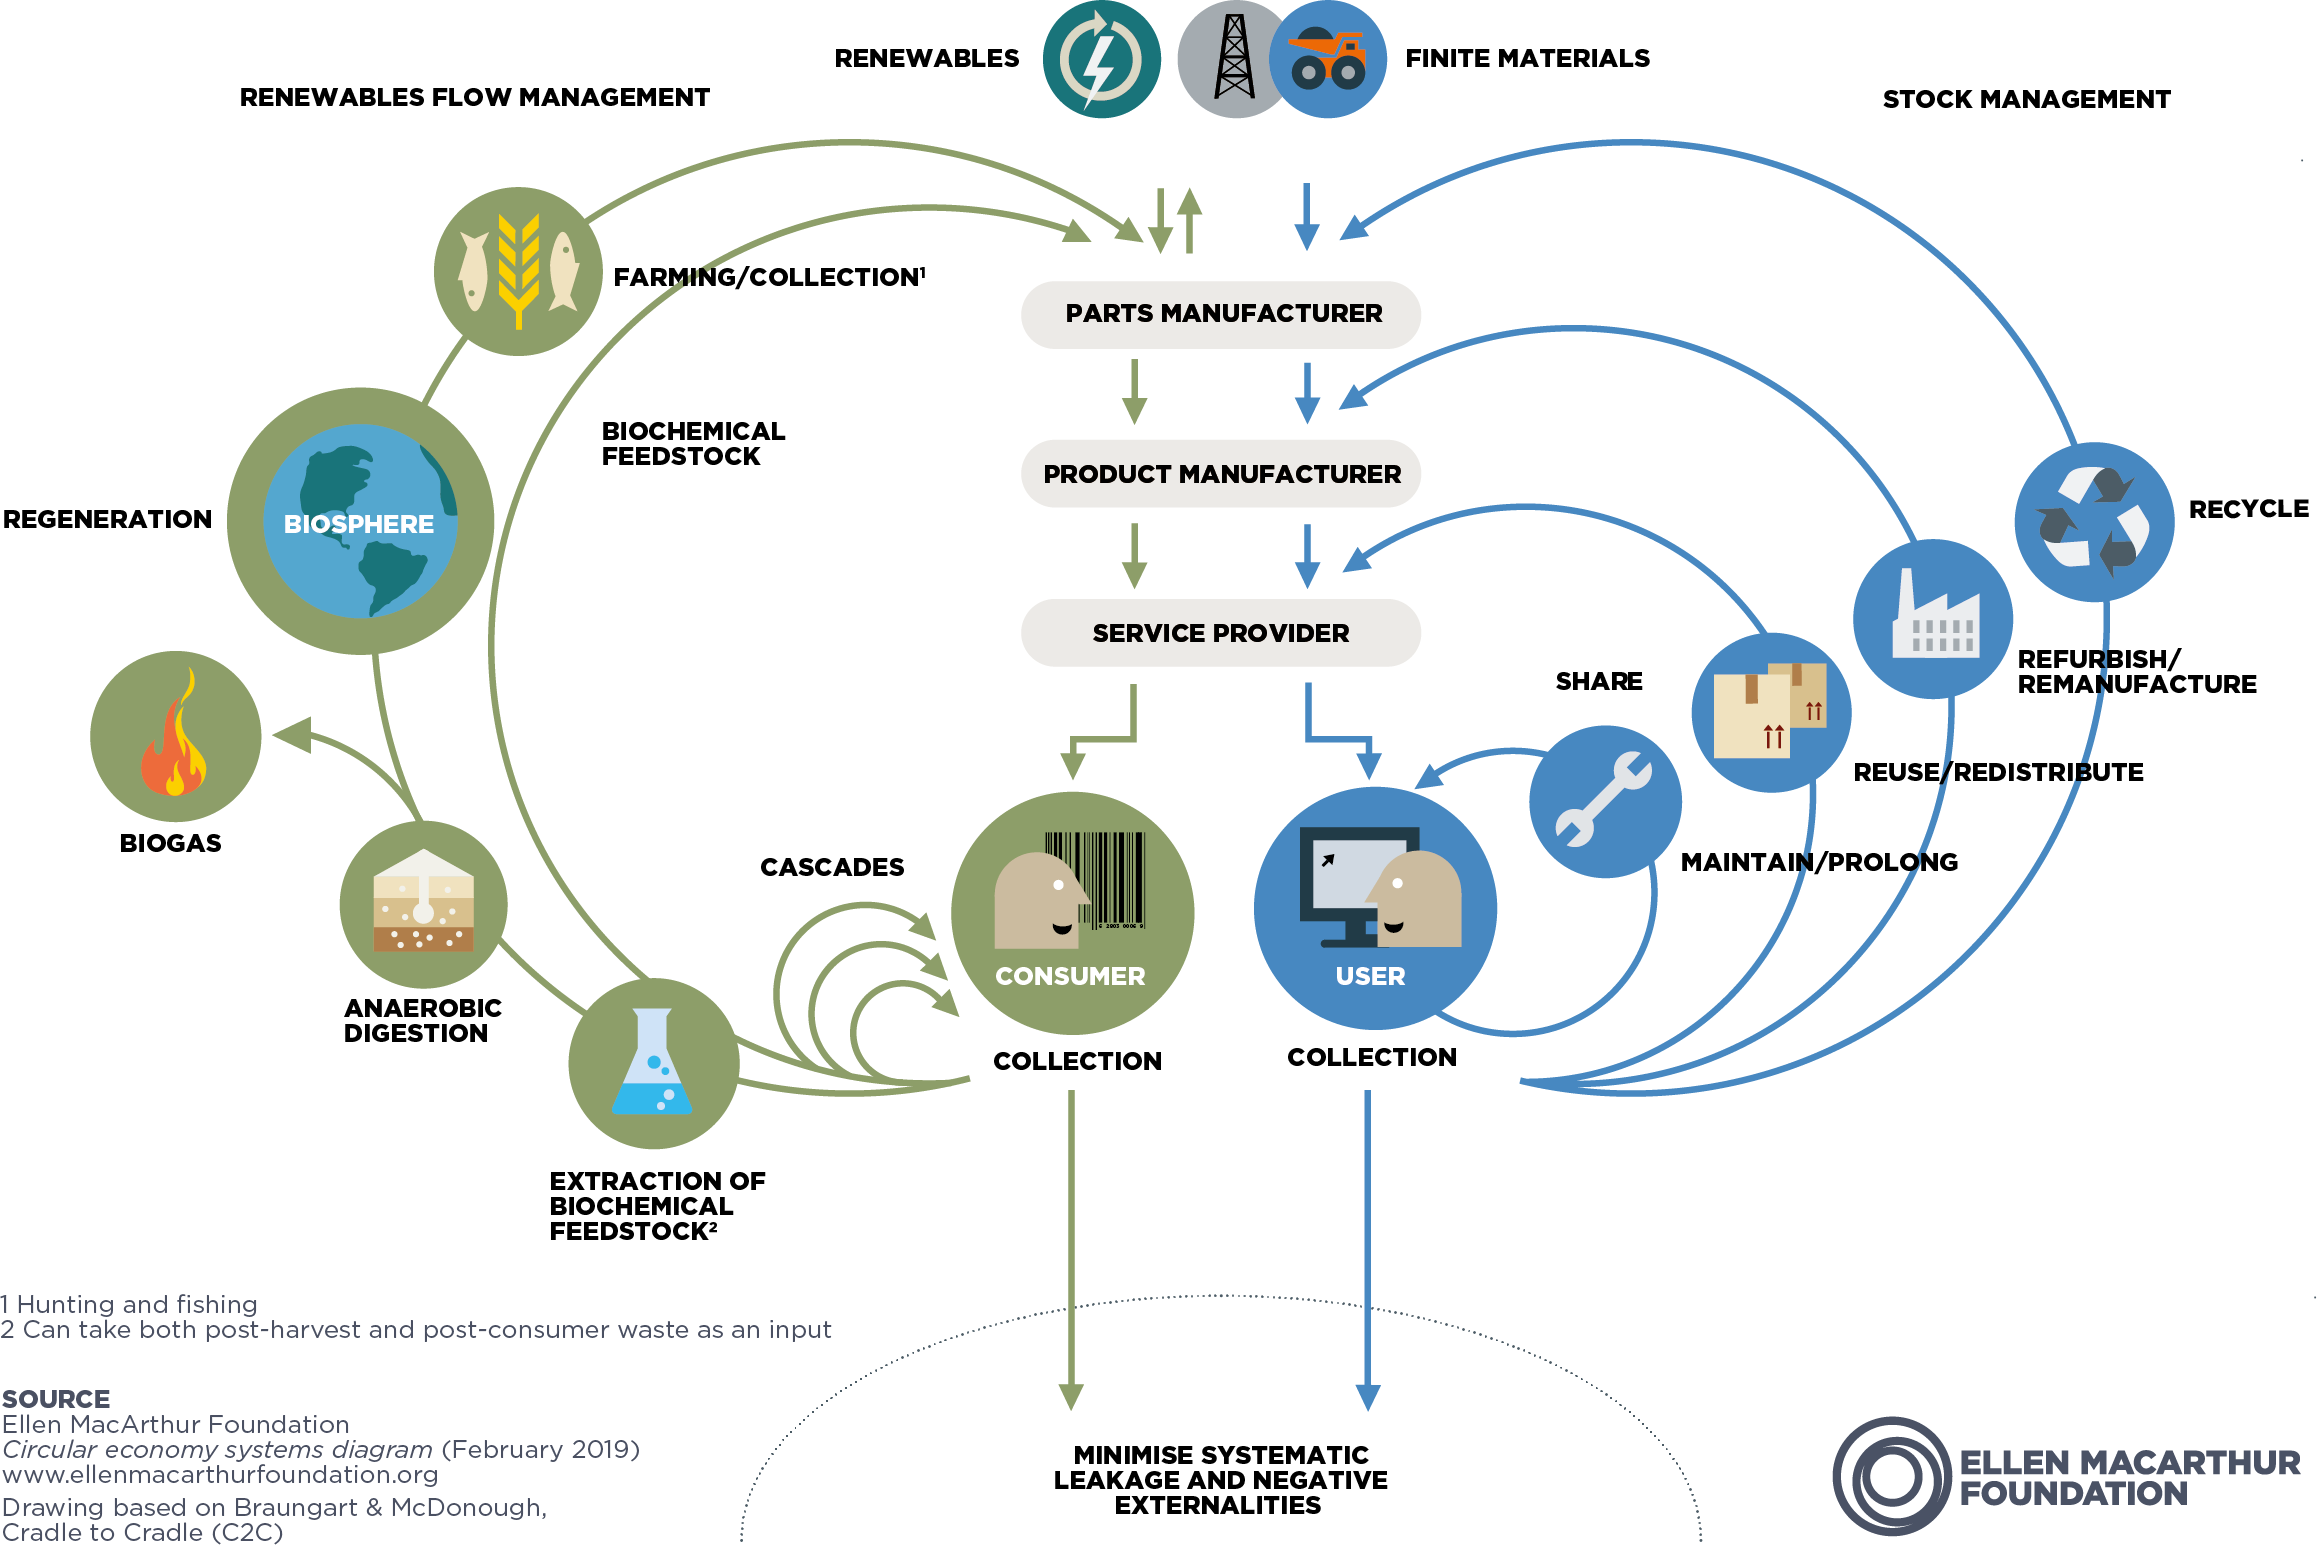 RENEWABLES
FINITE MATERIALS
RENEWABLES FLOW MANAGEMENT
STOCK MANAGEMENT
FARMING/COLLECTION¹
PARTS MANUFACTURER
BIOCHEMICAL
FEEDSTOCK
PRODUCT MANUFACTURER
REGENERATION
BIOSPHERE
RECYCLE
SERVICE PROVIDER
SHARE
REFURBISH/
REMANUFACTURE
REUSE/REDISTRIBUTE
BIOGAS
CASCADES
MAINTAIN/PROLONG
6 2803 0006 9
CONSUMER
USER
ANAEROBIC
DIGESTION
COLLECTION
COLLECTION
EXTRACTION OF
BIOCHEMICAL
FEEDSTOCK²
1 Hunting and fishing
2 Can take both post-harvest and post-consumer waste as an input
SOURCE
Ellen MacArthur Foundation
Circular economy systems diagram (February 2019)
www.ellenmacarthurfoundation.org
Drawing based on Braungart & McDonough,
Cradle to Cradle (C2C)
MINIMISE SYSTEMATIC
LEAKAGE AND NEGATIVE
EXTERNALITIES
ELLEN MACARTHUR
FOUNDATION